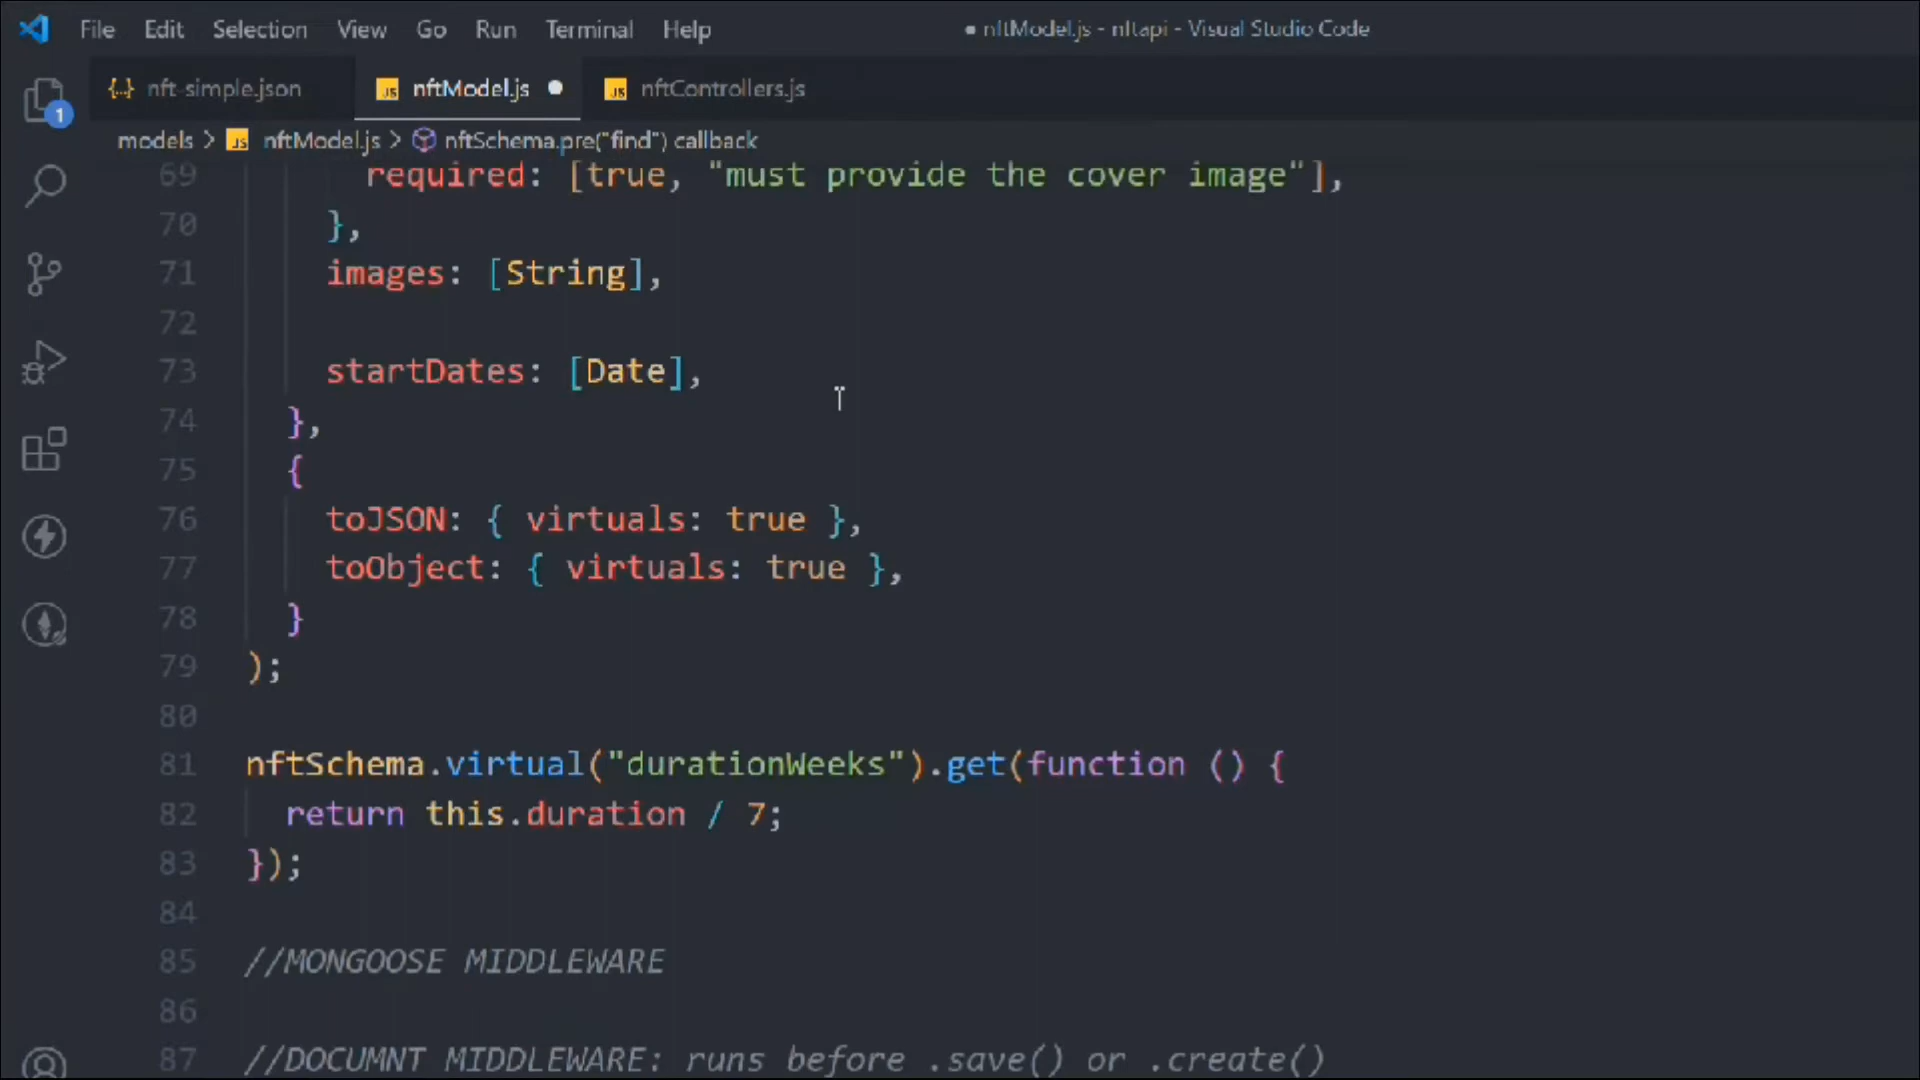 File Edit Selection View Go Run Terminal Help ● nftModel.js - nftapi - Visual Studio Code
{..} nft-simple.json JS nftModel.js ● JS nftControllers.js
1
models > JS nftModel.js > nftSchema.pre("find") callback
69 required: [true, "must provide the cover image"],
70 },
71 images: [String],
72
73 startDates: [Date],
74 },
75 {
76 toJSON: { virtuals: true },
77 toObject: { virtuals: true },
78 }
79 );
80
81 nftSchema.virtual("durationWeeks").get(function () {
82 return this.duration / 7;
83 });
84
85 //MONGOOSE MIDDLEWARE
86
87 //DOCUMNT MIDDLEWARE: runs before .save() or .create()